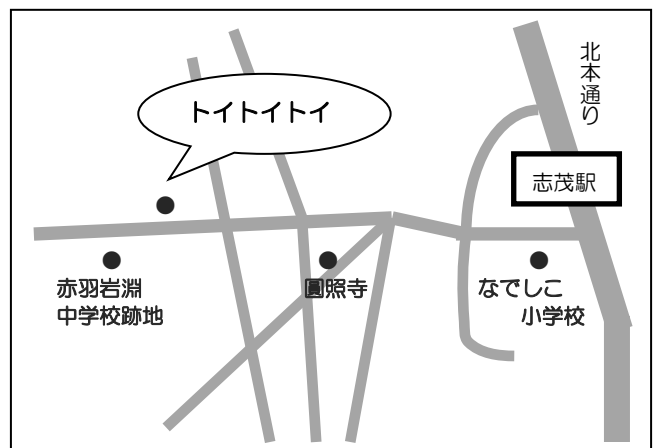 北本通り
トイトイトイ
志茂駅
赤羽岩淵
中学校跡地
圓照寺
なでしこ
小学校